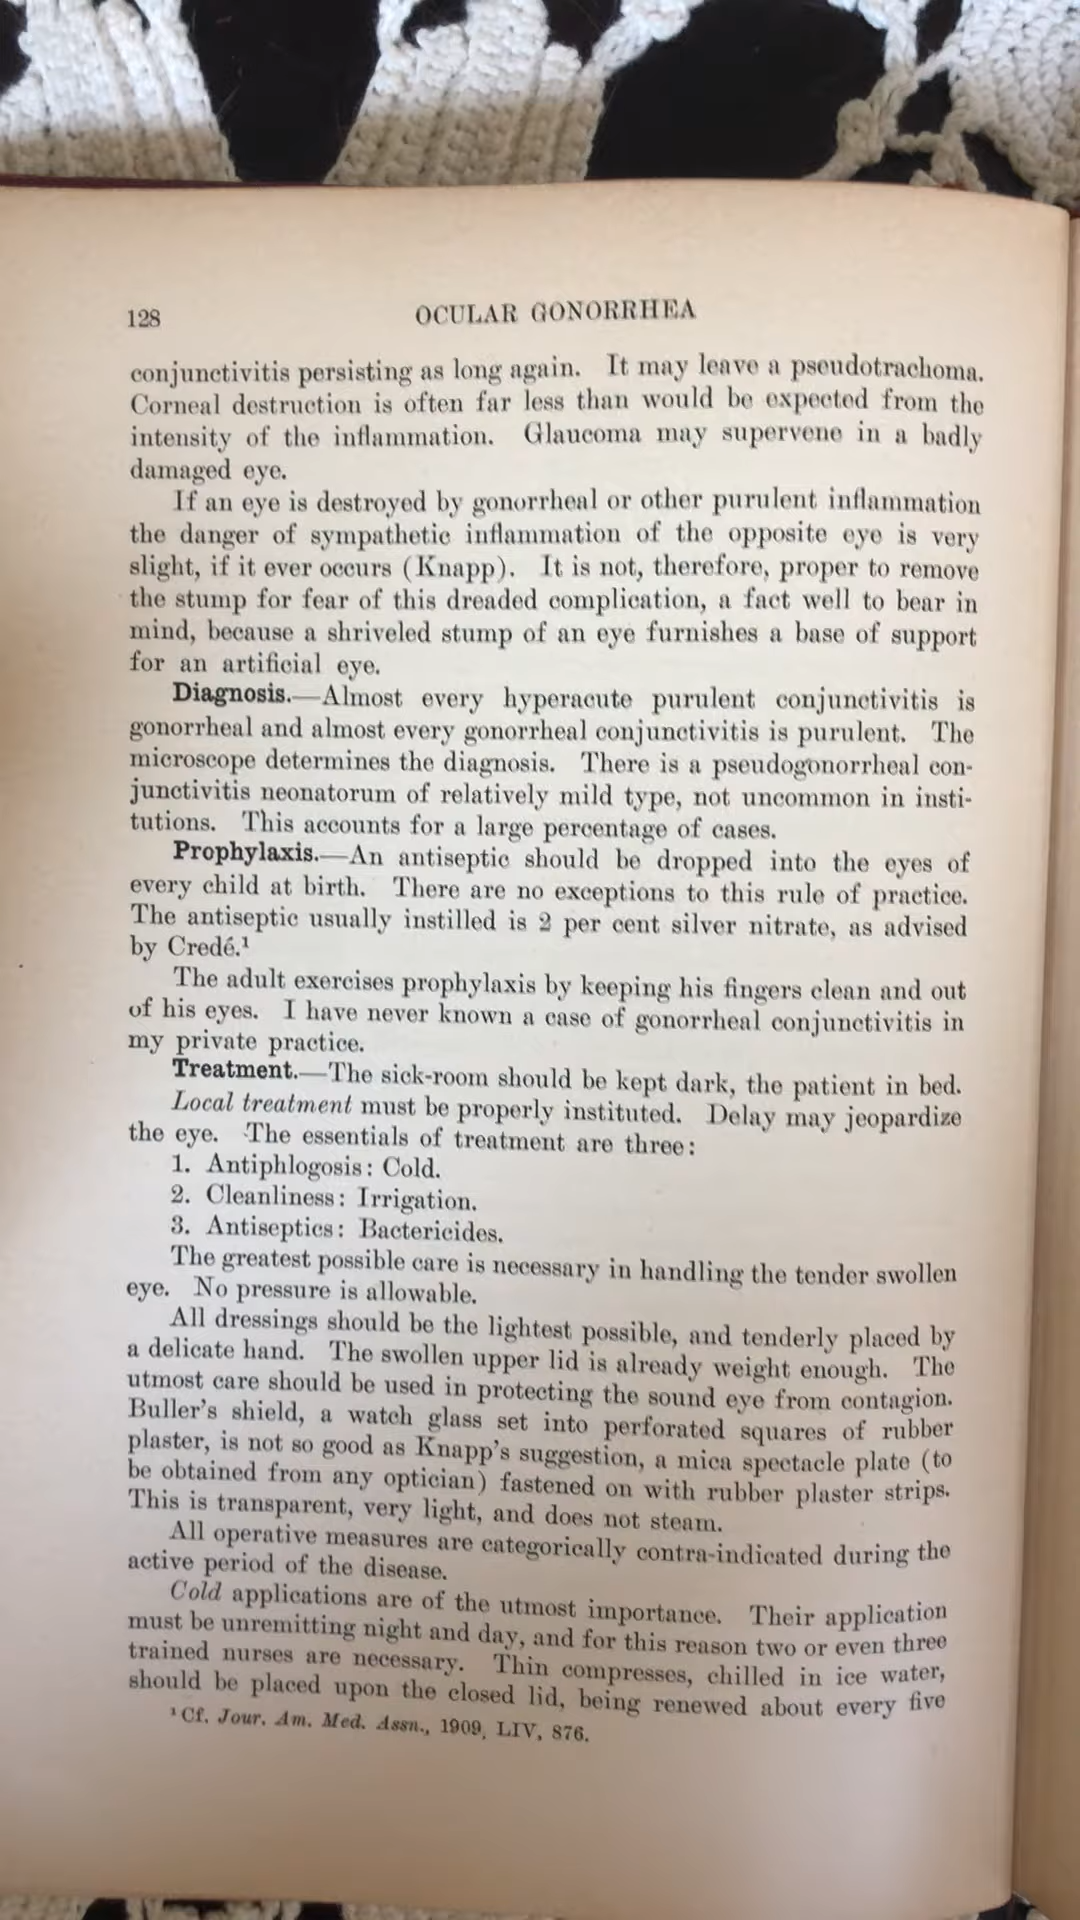 128
OCULAR GONORRHEA
conjunctivitis persisting as long again. It may leave a pseudotrachoma.
Corneal destruction is often far less than would be expected from the
intensity of the inflammation. Glaucoma may supervene in a badly
damaged eye.
If an eye is destroyed by gonorrheal or other purulent inflammation
the danger of sympathetic inflammation of the opposite eye is very
slight, if it ever occurs (Knapp). It is not, therefore, proper to remove
the stump for fear of this dreaded complication, a fact well to bear in
mind, because a shriveled stump of an eye furnishes a base of support
for an artificial eye.
Diagnosis.—Almost every hyperacute purulent conjunctivitis is
gonorrheal and almost every gonorrheal conjunctivitis is purulent. The
microscope determines the diagnosis. There is a pseudogonorrheal con-
junctivitis neonatorum of relatively mild type, not uncommon in insti-
tutions. This accounts for a large percentage of cases.
Prophylaxis.—An antiseptic should be dropped into the eyes of
every child at birth. There are no exceptions to this rule of practice.
The antiseptic usually instilled is 2 per cent silver nitrate, as advised
by Credé.¹
The adult exercises prophylaxis by keeping his fingers clean and out
of his eyes. I have never known a case of gonorrheal conjunctivitis in
my private practice.
Treatment.—The sick-room should be kept dark, the patient in bed.
Local treatment must be properly instituted. Delay may jeopardize
the eye. The essentials of treatment are three:
1. Antiphlogosis: Cold.
2. Cleanliness: Irrigation.
3. Antiseptics: Bactericides.
The greatest possible care is necessary in handling the tender swollen
eye. No pressure is allowable.
All dressings should be the lightest possible, and tenderly placed by
a delicate hand. The swollen upper lid is already weight enough. The
utmost care should be used in protecting the sound eye from contagion.
Buller's shield, a watch glass set into perforated squares of rubber
plaster, is not so good as Knapp's suggestion, a mica spectacle plate (to
be obtained from any optician) fastened on with rubber plaster strips.
This is transparent, very light, and does not steam.
All operative measures are categorically contra-indicated during the
active period of the disease.
Cold applications are of the utmost importance. Their application
must be unremitting night and day, and for this reason two or even three
trained nurses are necessary. Thin compresses, chilled in ice water,
should be placed upon the closed lid, being renewed about every five
¹ Cf. Jour. Am. Med. Assn., 1909, LIV, 876.